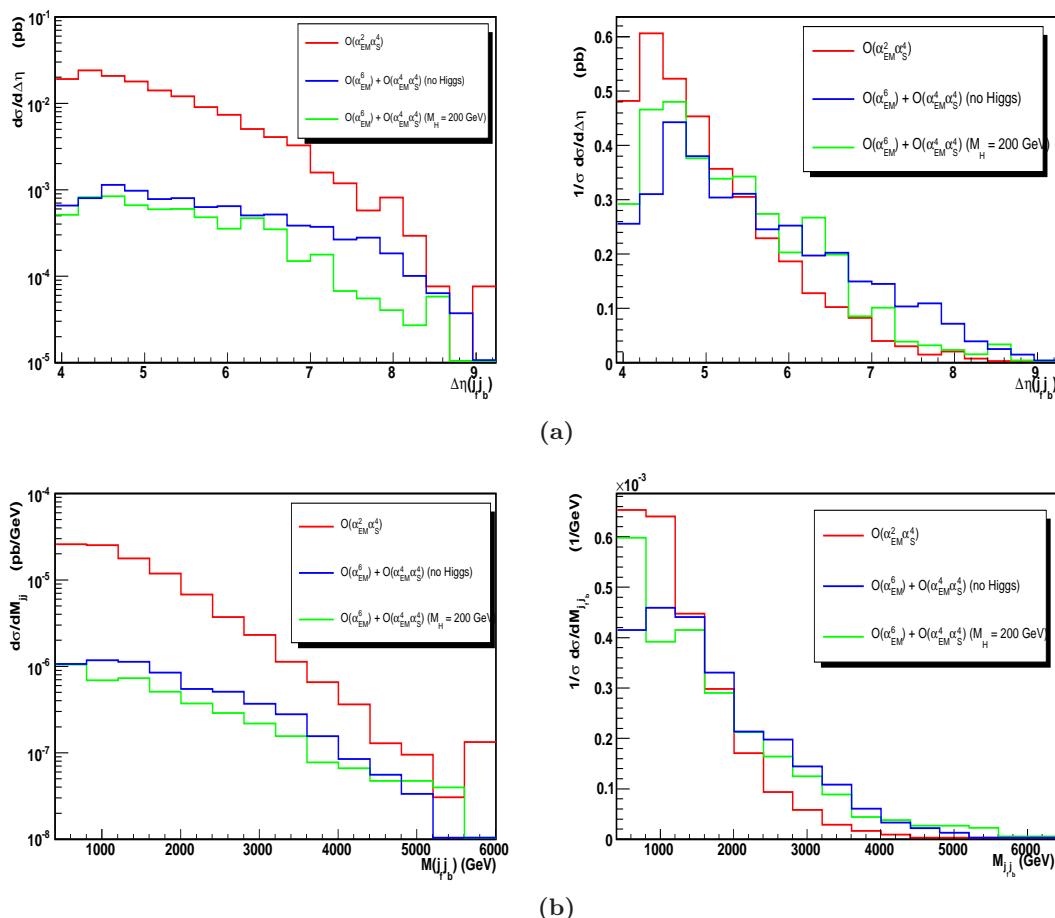 dσ/dΔη (pb)
10⁻¹
10⁻²
10⁻³
10⁻⁴
10⁻⁵
O(α²_EM α⁴_S)
O(α⁶_EM) + O(α⁴_EM α⁴_S) (no Higgs)
O(α⁶_EM) + O(α⁴_EM α⁴_S) (M_H = 200 GeV)
4 5 6 7 8 9
Δη(j_f j_b)
1/σ dσ/dΔη (pb)
0.6
0.5
0.4
0.3
0.2
0.1
0
O(α²_EM α⁴_S)
O(α⁶_EM) + O(α⁴_EM α⁴_S) (no Higgs)
O(α⁶_EM) + O(α⁴_EM α⁴_S) (M_H = 200 GeV)
4 5 6 7 8 9
Δη(j_f j_b)
(a)
dσ/dM_jj (pb/GeV)
10⁻⁴
10⁻⁵
10⁻⁶
10⁻⁷
10⁻⁸
O(α²_EM α⁴_S)
O(α⁶_EM) + O(α⁴_EM α⁴_S) (no Higgs)
O(α⁶_EM) + O(α⁴_EM α⁴_S) (M_H = 200 GeV)
1000 2000 3000 4000 5000 6000
M(j_f j_b) (GeV)
×10⁻³
1/σ dσ/dM_{j_f j_b} (1/GeV)
0.6
0.5
0.4
0.3
0.2
0.1
0
O(α²_EM α⁴_S)
O(α⁶_EM) + O(α⁴_EM α⁴_S) (no Higgs)
O(α⁶_EM) + O(α⁴_EM α⁴_S) (M_H = 200 GeV)
1000 2000 3000 4000 5000 6000
M_{j_f j_b} (GeV)
(b)